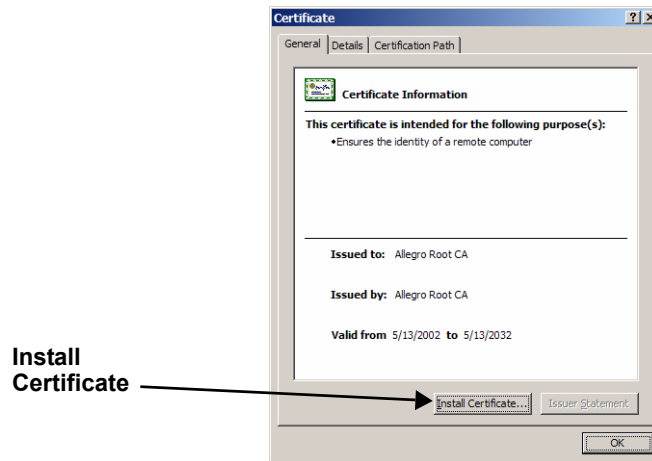 Certificate
? X
General Details Certification Path
Certificate Information
This certificate is intended for the following purpose(s):
•Ensures the identity of a remote computer
Issued to: Allegro Root CA
Issued by: Allegro Root CA
Valid from 5/13/2002 to 5/13/2032
Install
Certificate
Install Certificate... Issuer Statement
OK